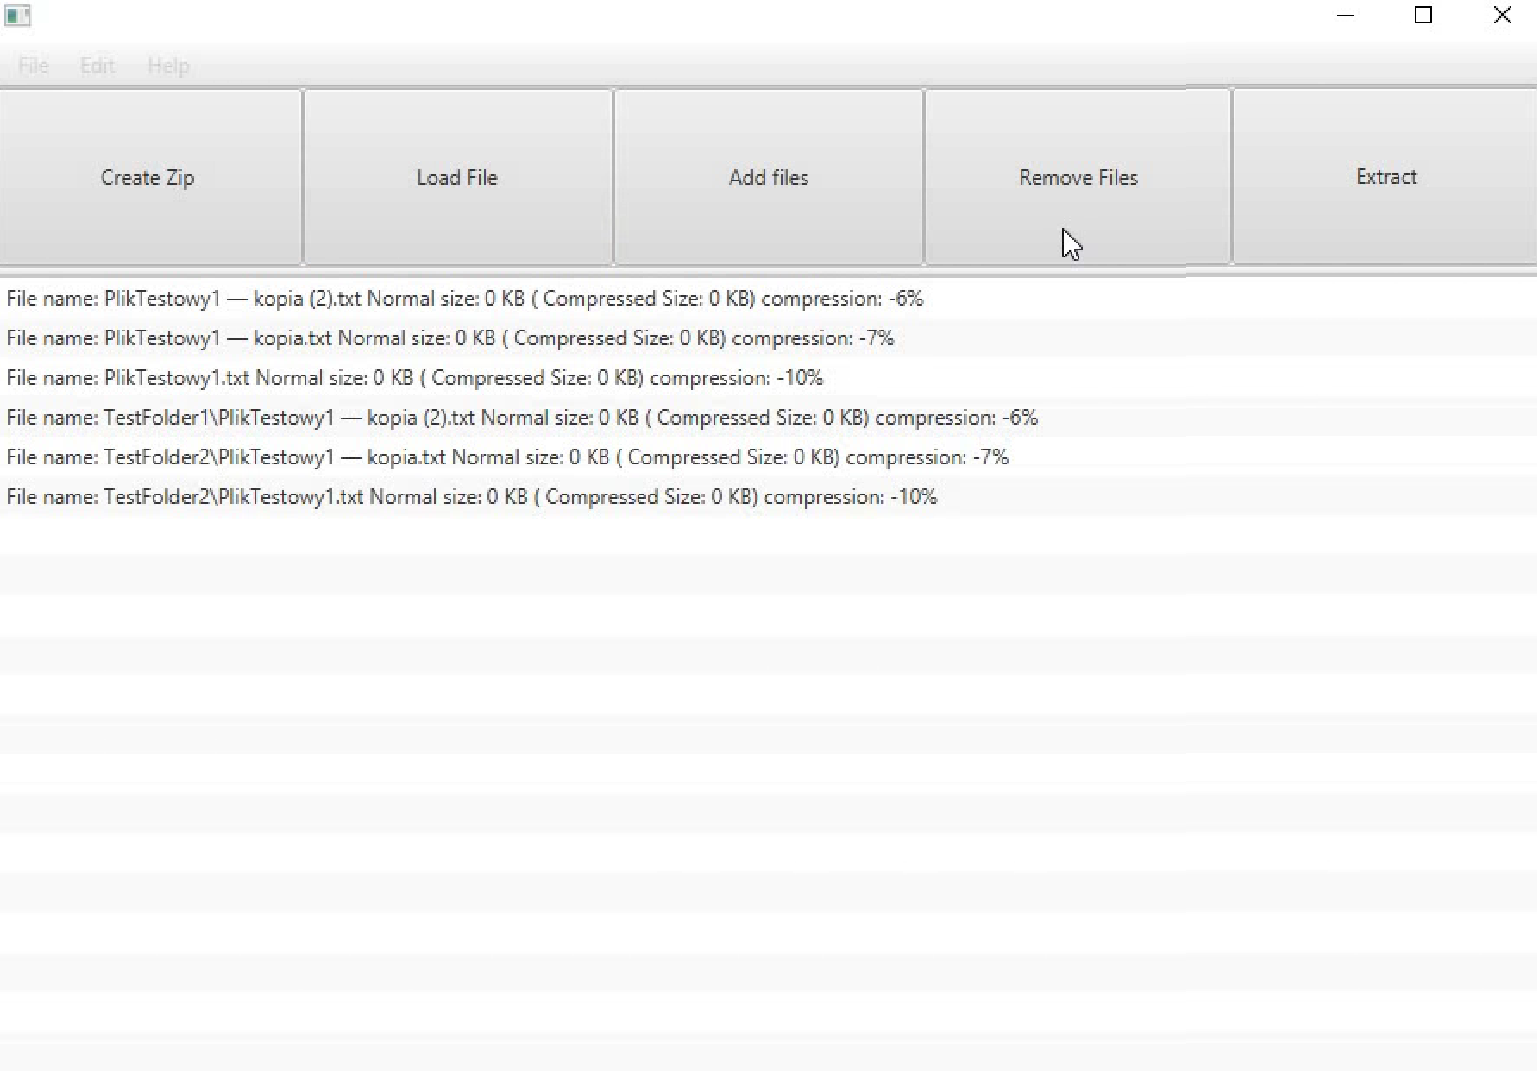 File Edit Help
Create Zip Load File Add files Remove Files Extract
File name: PlikTestowy1 — kopia (2).txt Normal size: 0 KB ( Compressed Size: 0 KB) compression: -6%
File name: PlikTestowy1 — kopia.txt Normal size: 0 KB ( Compressed Size: 0 KB) compression: -7%
File name: PlikTestowy1.txt Normal size: 0 KB ( Compressed Size: 0 KB) compression: -10%
File name: TestFolder1\PlikTestowy1 — kopia (2).txt Normal size: 0 KB ( Compressed Size: 0 KB) compression: -6%
File name: TestFolder2\PlikTestowy1 — kopia.txt Normal size: 0 KB ( Compressed Size: 0 KB) compression: -7%
File name: TestFolder2\PlikTestowy1.txt Normal size: 0 KB ( Compressed Size: 0 KB) compression: -10%